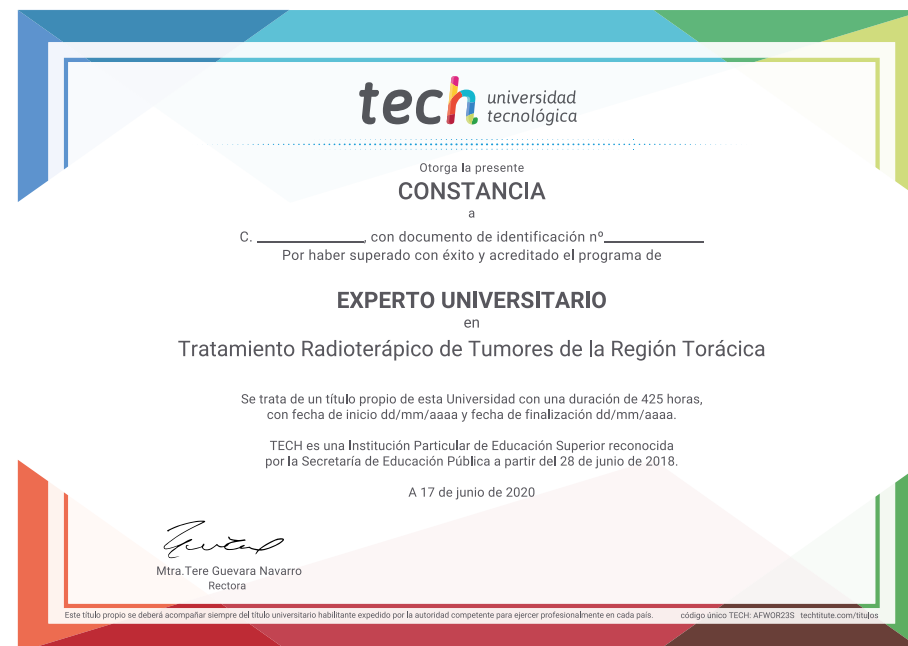 tech universidad
tecnológica
Otorga la presente
CONSTANCIA
a
C. ____________, con documento de identificación nº____________
Por haber superado con éxito y acreditado el programa de
EXPERTO UNIVERSITARIO
en
Tratamiento Radioterápico de Tumores de la Región Torácica
Se trata de un título propio de esta Universidad con una duración de 425 horas,
con fecha de inicio dd/mm/aaaa y fecha de finalización dd/mm/aaaa.
TECH es una Institución Particular de Educación Superior reconocida
por la Secretaría de Educación Pública a partir del 28 de junio de 2018.
A 17 de junio de 2020
Mtra.Tere Guevara Navarro
Rectora
Este título propio se deberá acompañar siempre del título universitario habilitante expedido por la autoridad competente para ejercer profesionalmente en cada país. código único TECH: AFWOR23S techtitute.com/titulos